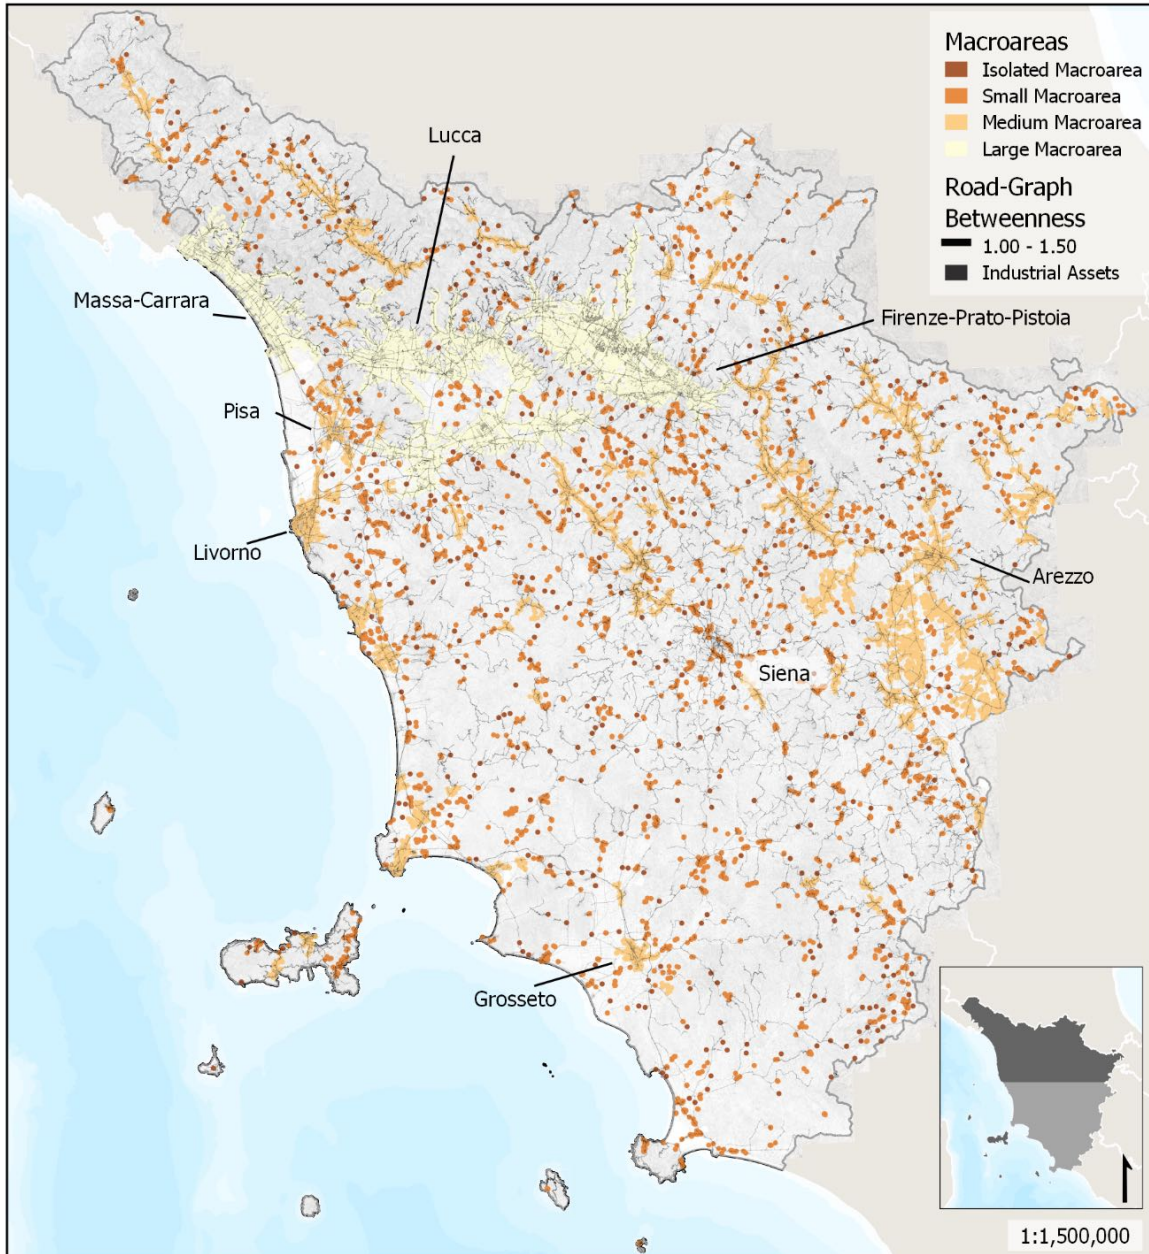 Macroareas
Isolated Macroarea
Small Macroarea
Medium Macroarea
Large Macroarea
Road-Graph
Betweenness
1.00 - 1.50
Industrial Assets
Lucca
Massa-Carrara
Firenze-Prato-Pistoia
Pisa
Livorno
Arezzo
Siena
Grosseto
1:1,500,000